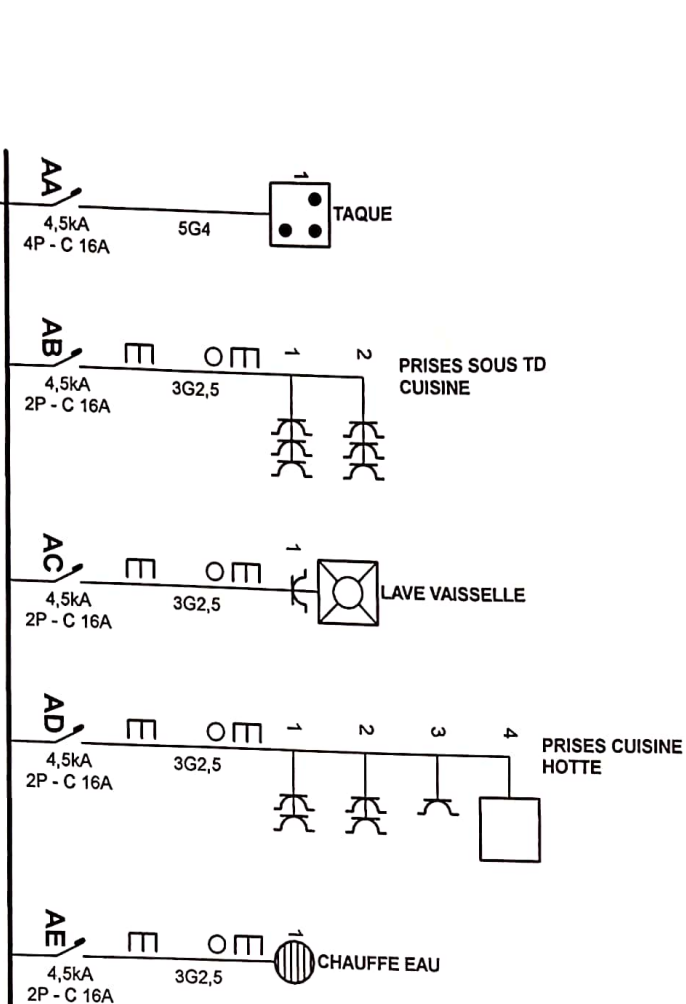 AA
4,5kA
4P - C 16A
5G4
1
TAQUE
AB
4,5kA
2P - C 16A
3G2,5
1
2
PRISES SOUS TD
CUISINE
AC
4,5kA
2P - C 16A
3G2,5
1
LAVE VAISSELLE
AD
4,5kA
2P - C 16A
3G2,5
1
2
3
4
PRISES CUISINE
HOTTE
AE
4,5kA
2P - C 16A
3G2,5
1
CHAUFFE EAU